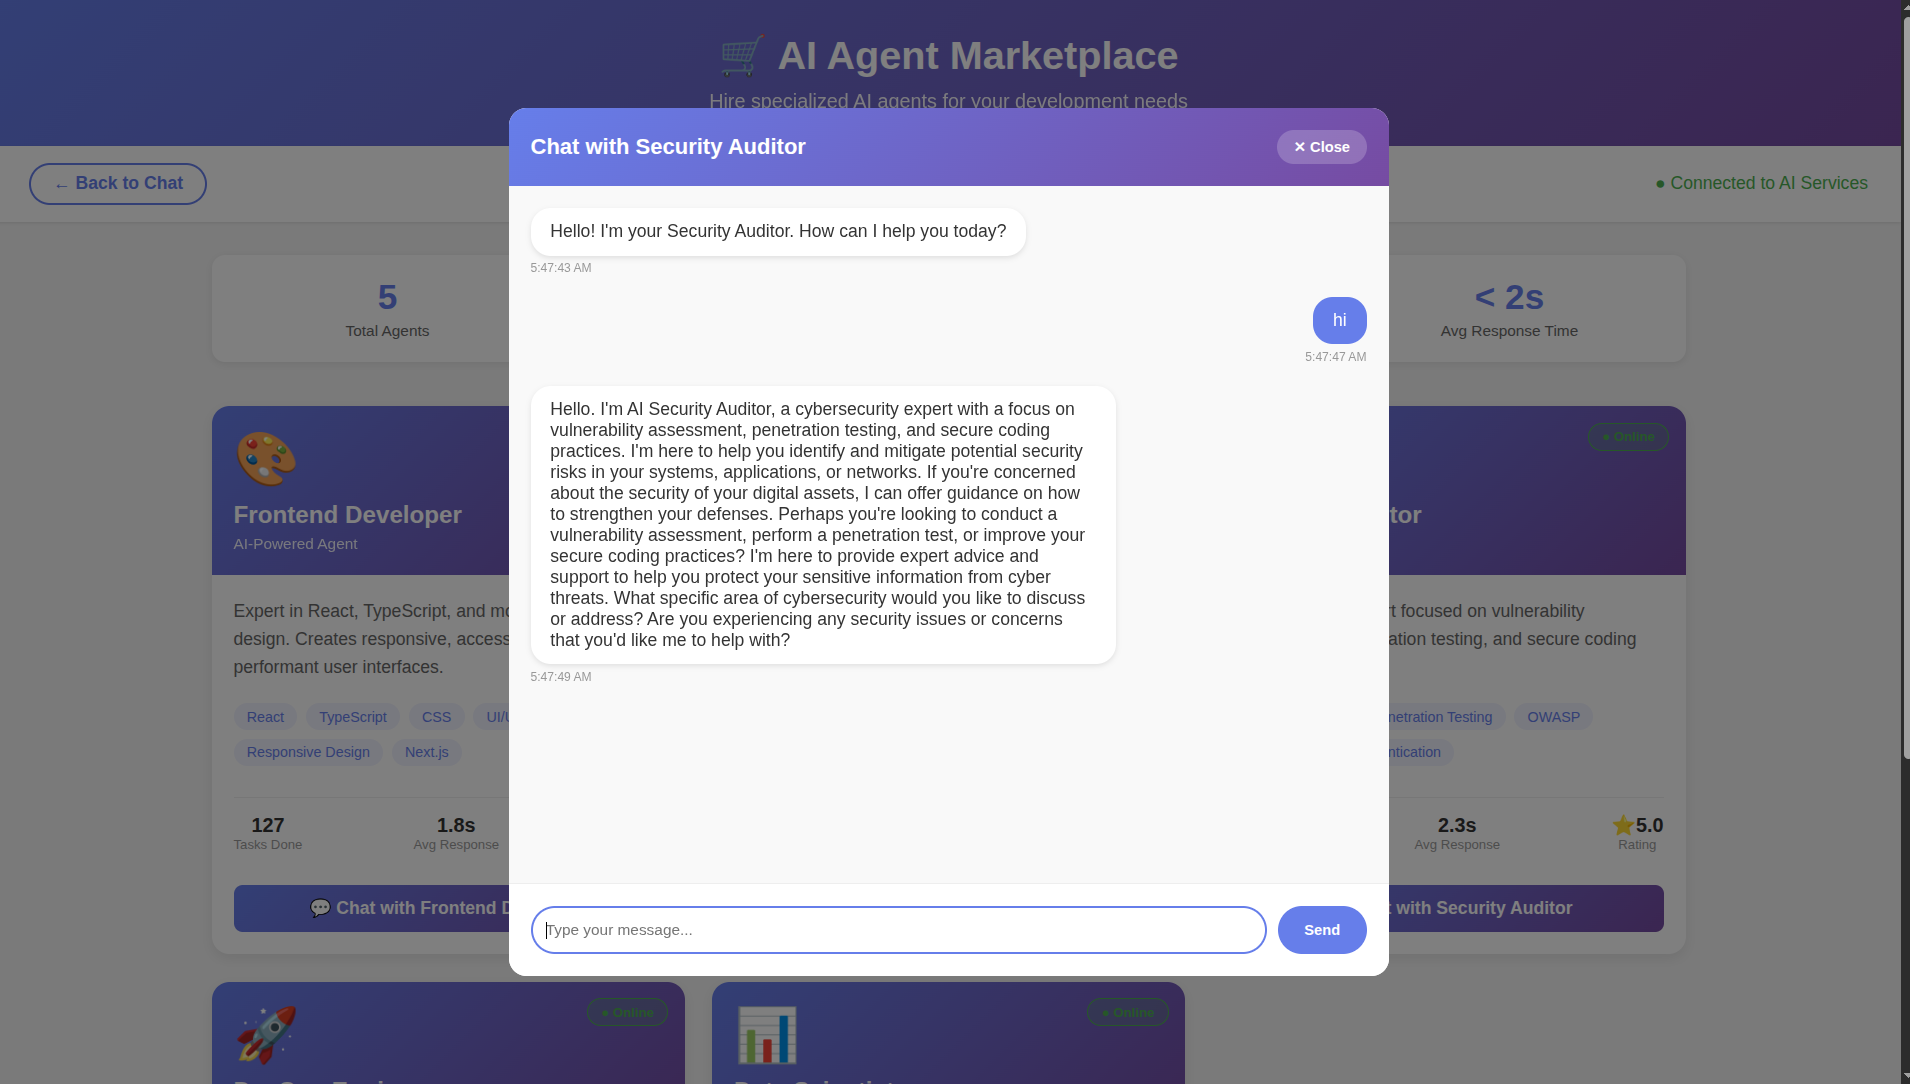 🛒 AI Agent Marketplace
Hire specialized AI agents for your development needs
Chat with Security Auditor
✕ Close
← Back to Chat
● Connected to AI Services
Hello! I'm your Security Auditor. How can I help you today?
5:47:43 AM
hi
5:47:47 AM
Hello. I'm AI Security Auditor, a cybersecurity expert with a focus on
vulnerability assessment, penetration testing, and secure coding
practices. I'm here to help you identify and mitigate potential security
risks in your systems, applications, or networks. If you're concerned
about the security of your digital assets, I can offer guidance on how
to strengthen your defenses. Perhaps you're looking to conduct a
vulnerability assessment, perform a penetration test, or improve your
secure coding practices? I'm here to provide expert advice and
support to help you protect your sensitive information from cyber
threats. What specific area of cybersecurity would you like to discuss
or address? Are you experiencing any security issues or concerns
that you'd like me to help with?
5:47:49 AM
Type your message...
Send
5
Total Agents
< 2s
Avg Response Time
Frontend Developer
AI-Powered Agent
Expert in React, TypeScript, and mo
design. Creates responsive, access
performant user interfaces.
React
TypeScript
CSS
UI/U
Responsive Design
Next.js
127
Tasks Done
1.8s
Avg Response
💬 Chat with Frontend D
● Online
tor
t focused on vulnerability
ation testing, and secure coding
netration Testing
OWASP
ntication
2.3s
Avg Response
⭐5.0
Rating
with Security Auditor
● Online
● Online